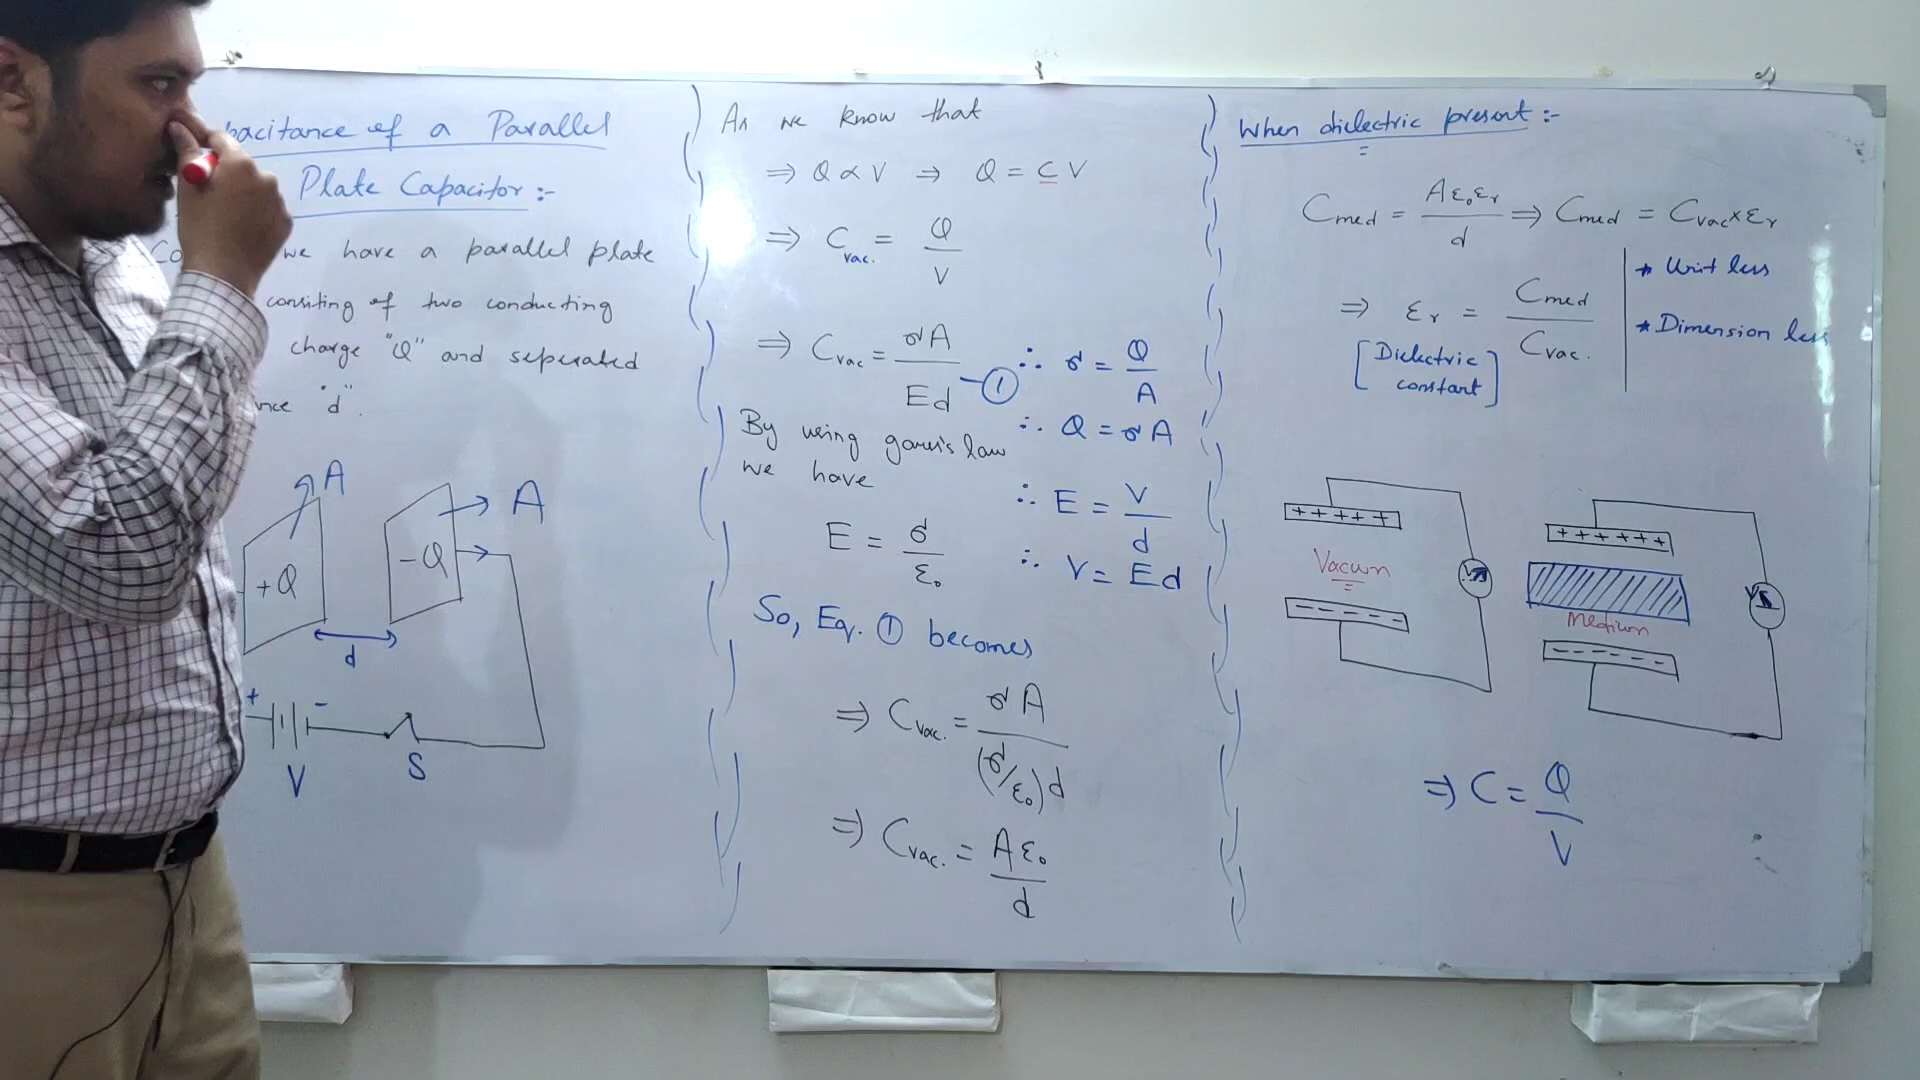 pacitance of a Parallel
Plate Capacitor :-
Co we have a parallel plate
consiting of two conducting
charge "Q" and seperated
nce "d".
A
A
+Q
-Q
d
+ -
V
S
As we know that
⇒ Q ∝ V ⇒ Q = C V
⇒ Cvac. = Q / V
⇒ Cvac = σA / Ed – ①
∴ σ = Q / A
∴ Q = σA
By using gauss's law
we have
E = σ / ε₀
∴ E = V / d
∴ V = Ed
So, Eq. ① becomes
⇒ Cvac. = σA / (σ/ε₀)d
⇒ Cvac. = Aε₀ / d
When dielectric present :-
Cmed = Aε₀εr / d ⇒ Cmed = Cvac × εr
⇒ εr = Cmed / Cvac.
[Dielectric
constant]
* Unit less
* Dimension less
+ + + + +
Vacum
- - - - -
V
+ + + + + +
Medium
- - - - - -
V
⇒ C = Q / V